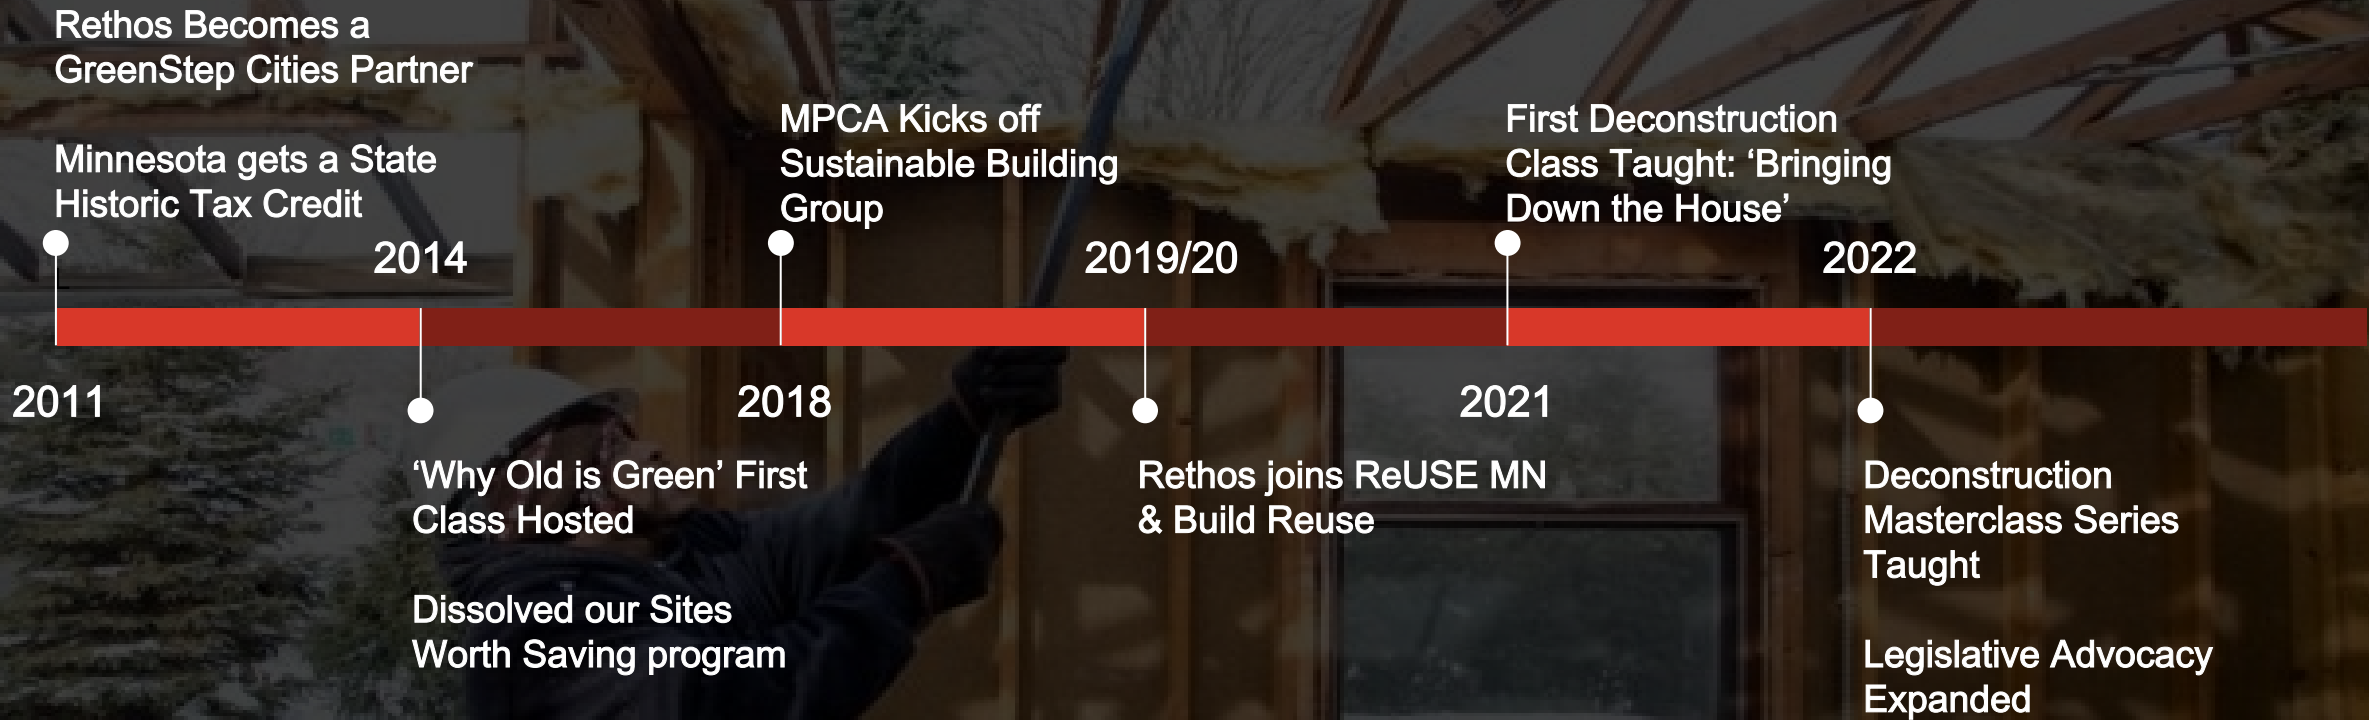 Rethos Becomes a
GreenStep Cities Partner
Minnesota gets a State
Historic Tax Credit
2011
2014
‘Why Old is Green’ First
Class Hosted
Dissolved our Sites
Worth Saving program
MPCA Kicks off
Sustainable Building
Group
2018
2019/20
Rethos joins ReUSE MN
& Build Reuse
First Deconstruction
Class Taught: ‘Bringing
Down the House’
2021
2022
Deconstruction
Masterclass Series
Taught
Legislative Advocacy
Expanded